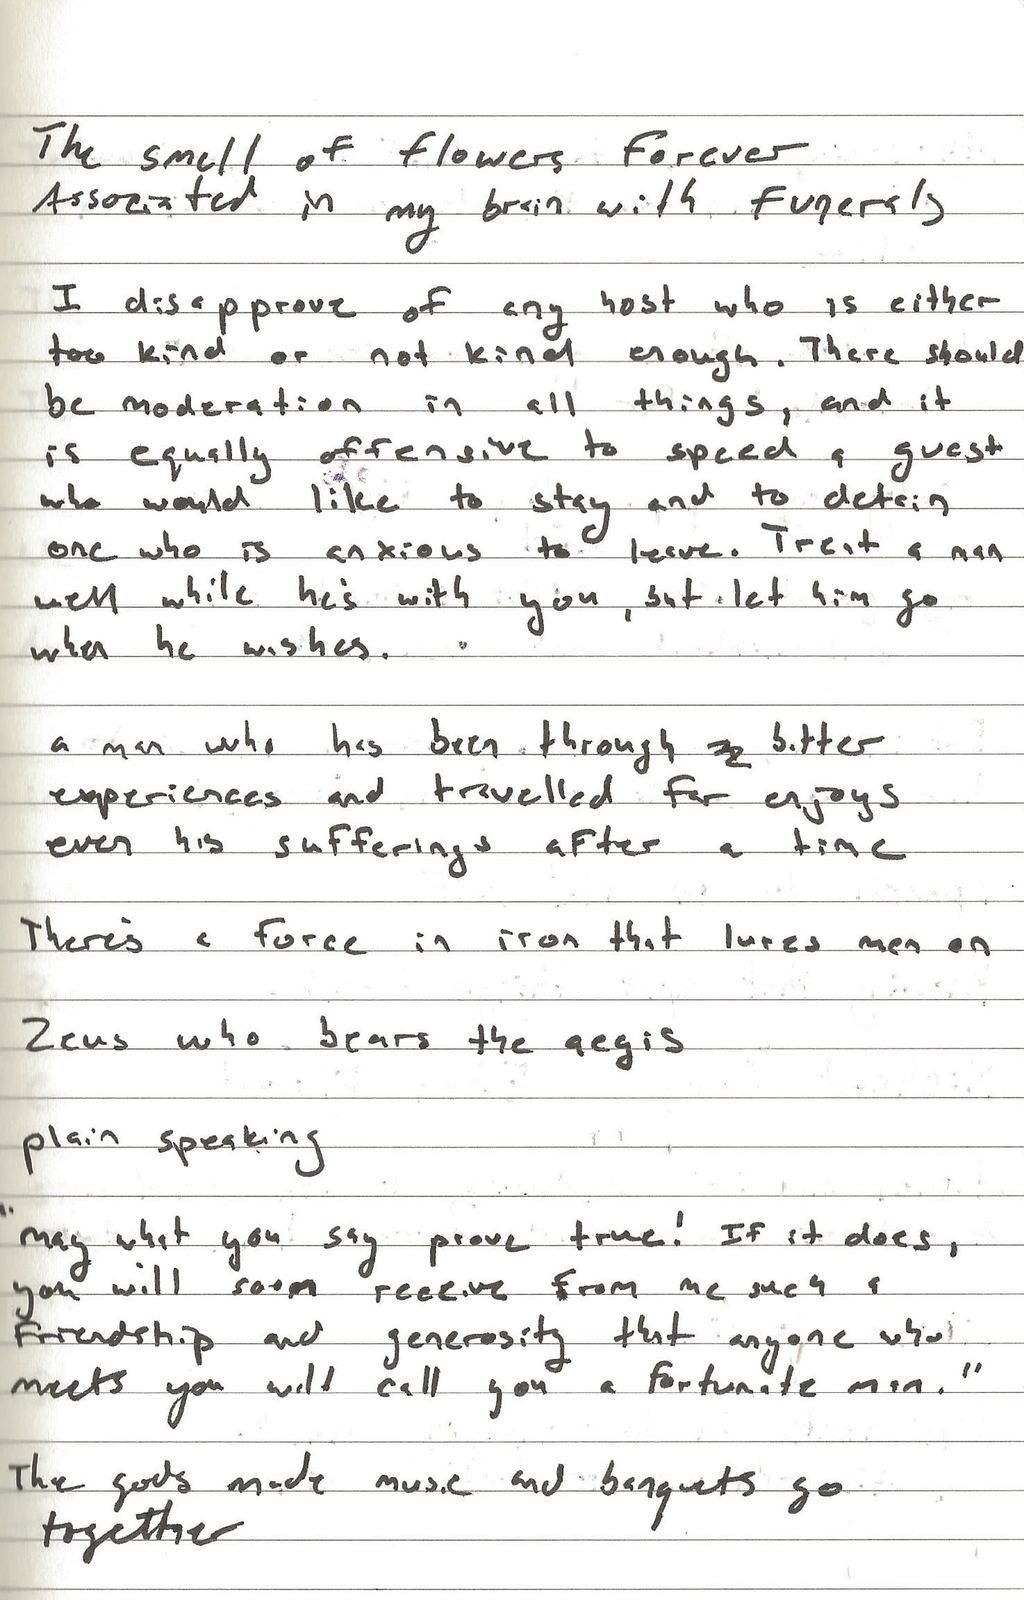 The smell of flowers Forever
Associated in my brain with Funerals
I disapprove of any host who is either
too kind or not kind enough. There should
be moderation in all things, and it
is equally offensive to speed a guest
who would like to stay and to detain
one who is anxious to leave. Treat a man
well while he's with you, but let him go
when he wishes.
a man who has been through bitter
experiences and travelled far enjoys
even his sufferings after a time
There's a force in iron that lures men on
Zeus who bears the aegis
plain speaking
"may what you say prove true! If it does,
you will soon receive from me such a
Friendship and generosity that anyone who
meets you will call you a fortunate man."
The gods made music and banquets go
together